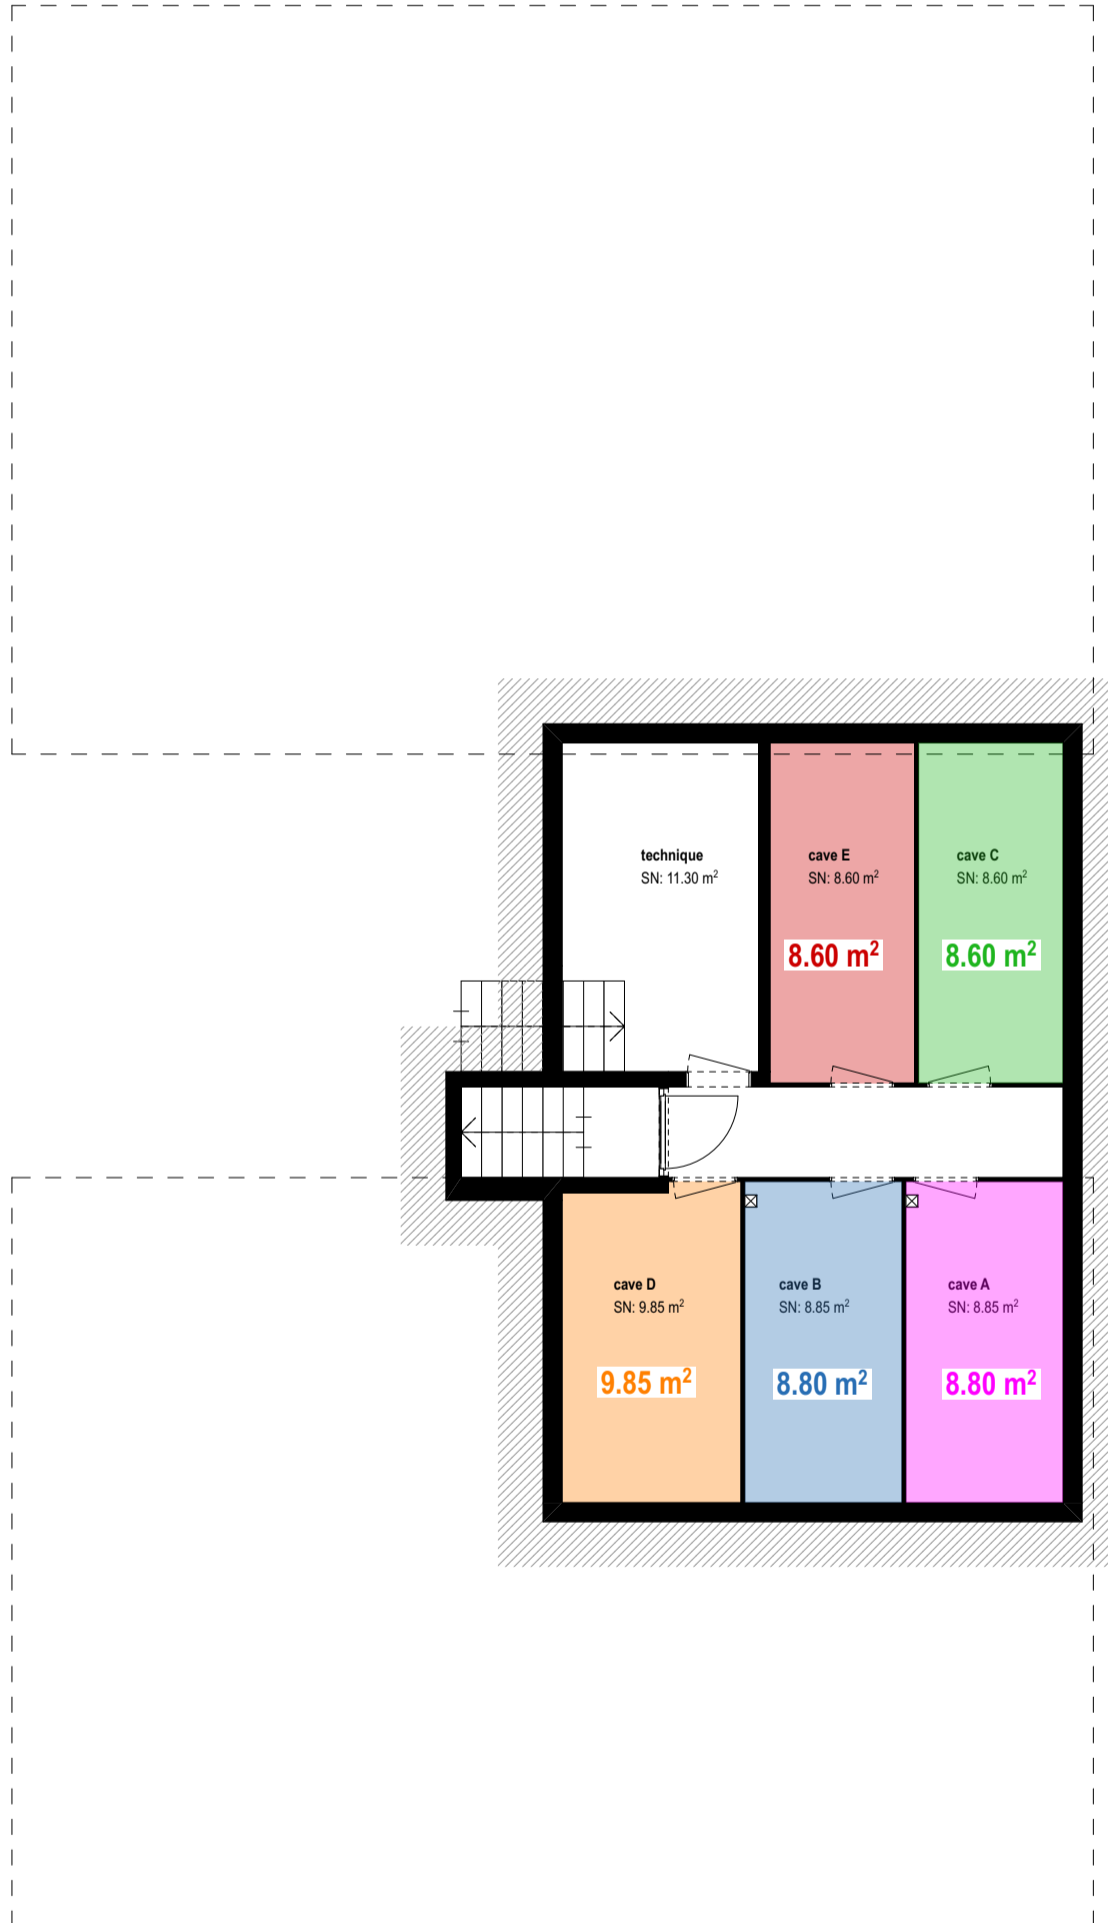 technique
SN: 11.30 m²
cave E
SN: 8.60 m²
8.60 m²
cave C
SN: 8.60 m²
8.60 m²
cave D
SN: 9.85 m²
9.85 m²
cave B
SN: 8.85 m²
8.80 m²
cave A
SN: 8.85 m²
8.80 m²